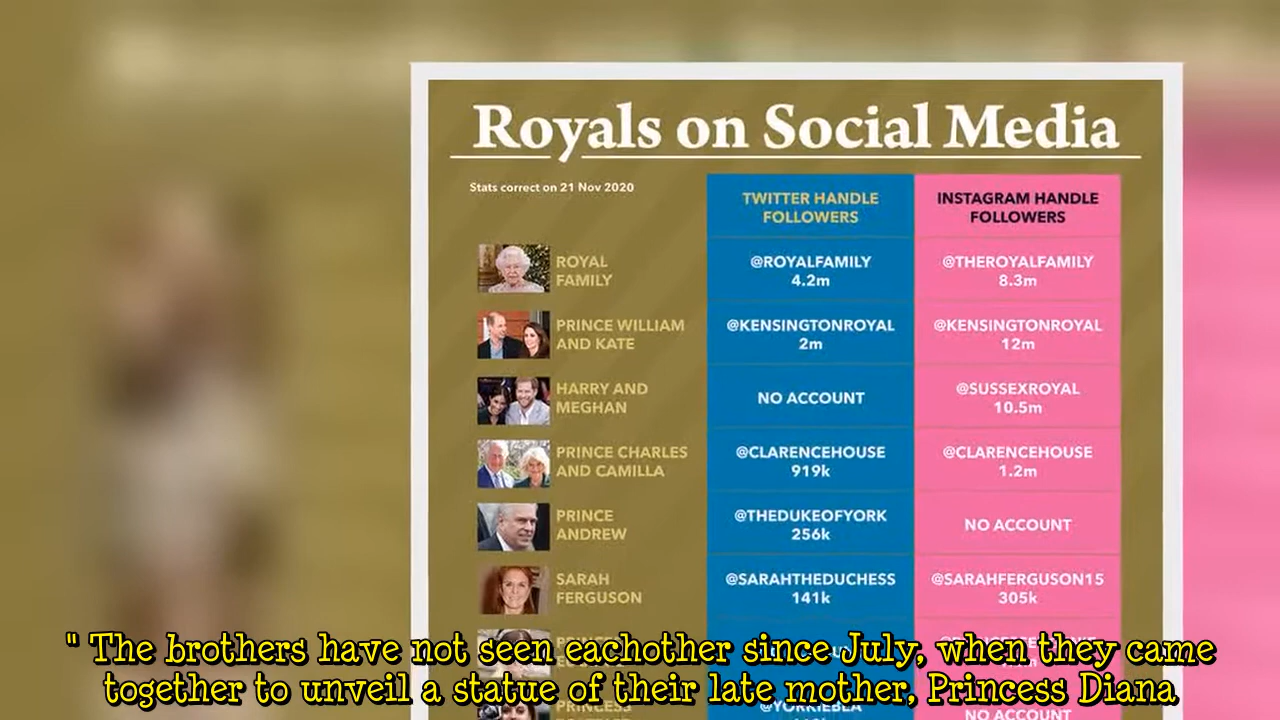 Royals on Social Media
Stats correct on 21 Nov 2020
TWITTER HANDLE
FOLLOWERS
INSTAGRAM HANDLE
FOLLOWERS
ROYAL
FAMILY
@ROYALFAMILY
4.2m
@THEROYALFAMILY
8.3m
PRINCE WILLIAM
AND KATE
@KENSINGTONROYAL
2m
@KENSINGTONROYAL
12m
HARRY AND
MEGHAN
NO ACCOUNT
@SUSSEXROYAL
10.5m
PRINCE CHARLES
AND CAMILLA
@CLARENCEHOUSE
919k
@CLARENCEHOUSE
1.2m
PRINCE
ANDREW
@THEDUKEOFYORK
256k
NO ACCOUNT
SARAH
FERGUSON
@SARAHTHEDUCHESS
141k
@SARAHFERGUSON15
305k
" The brothers have not seen eachother since July, when they came
together to unveil a statue of their late mother, Princess Diana
PRINCESS
@YORKIEBEA
NO ACCOUNT